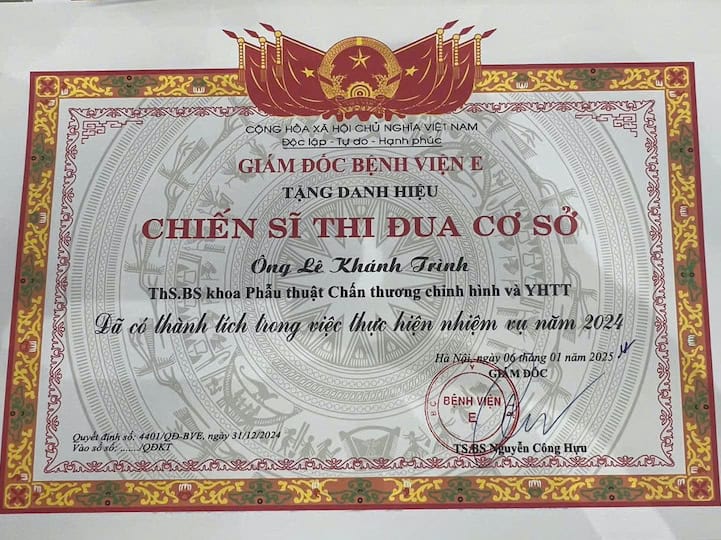 CỘNG HÒA XÃ HỘI CHỦ NGHĨA VIỆT NAM
Độc lập - Tự do - Hạnh phúc
GIÁM ĐỐC BỆNH VIỆN E
TẶNG DANH HIỆU
CHIẾN SĨ THI ĐUA CƠ SỞ
Ông Lê Khánh Trình
ThS.BS khoa Phẫu thuật Chấn thương chỉnh hình và YHTT
Đã có thành tích trong việc thực hiện nhiệm vụ năm 2024
Hà Nội, ngày 06 tháng 01 năm 2025
GIÁM ĐỐC
BỆNH VIỆN
E
Quyết định số: 4401/QĐ-BVE, ngày 31/12/2024
Vào sổ số: ....../QĐKT
TS.BS Nguyễn Công Hựu